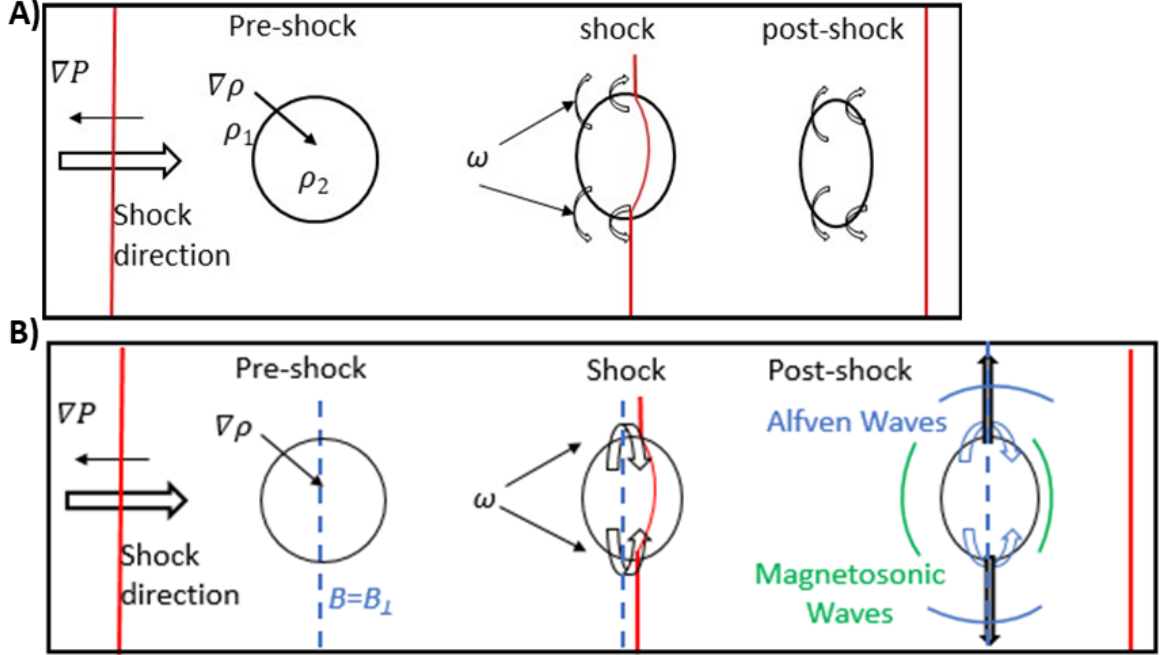 A)
Pre-shock
shock
post-shock
∇P
∇ρ
ρ1
ρ2
ω
Shock
direction
B)
Pre-shock
Shock
Post-shock
∇P
∇ρ
Alfven Waves
ω
Shock
direction
B=B⊥
Magnetosonic
Waves